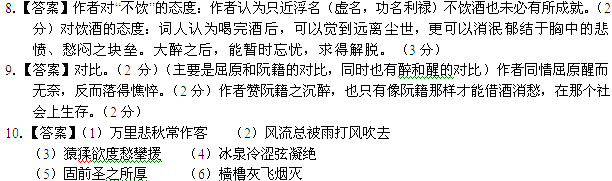 8.【答案】作者对“不饮”的态度：作者认为只近浮名（虚名，功名利禄）不饮酒也未必有所成就。（2
分）对饮酒的态度：词人认为喝完酒后，可以觉到远离尘世，更可以消泯郁结于胸中的悲
愤、愁闷之块垒。大醉之后，能暂时忘忧，求得解脱。（3 分）
9.【答案】对比。（2 分）（主要是屈原和阮籍的对比，同时也有醉和醒的对比）作者同情屈原醒而
无奈，反而落得憔悴。（2 分）作者赞阮籍之沉醉，也只有像阮籍那样才能借酒消愁，在那个社
会上生存。（2 分）
10.【答案】（1）万里悲秋常作客 （2）风流总被雨打风吹去
（3）猿猱欲度愁攀援 （4）冰泉冷涩弦凝绝
（5）固前圣之所厚 （6）樯橹灰飞烟灭